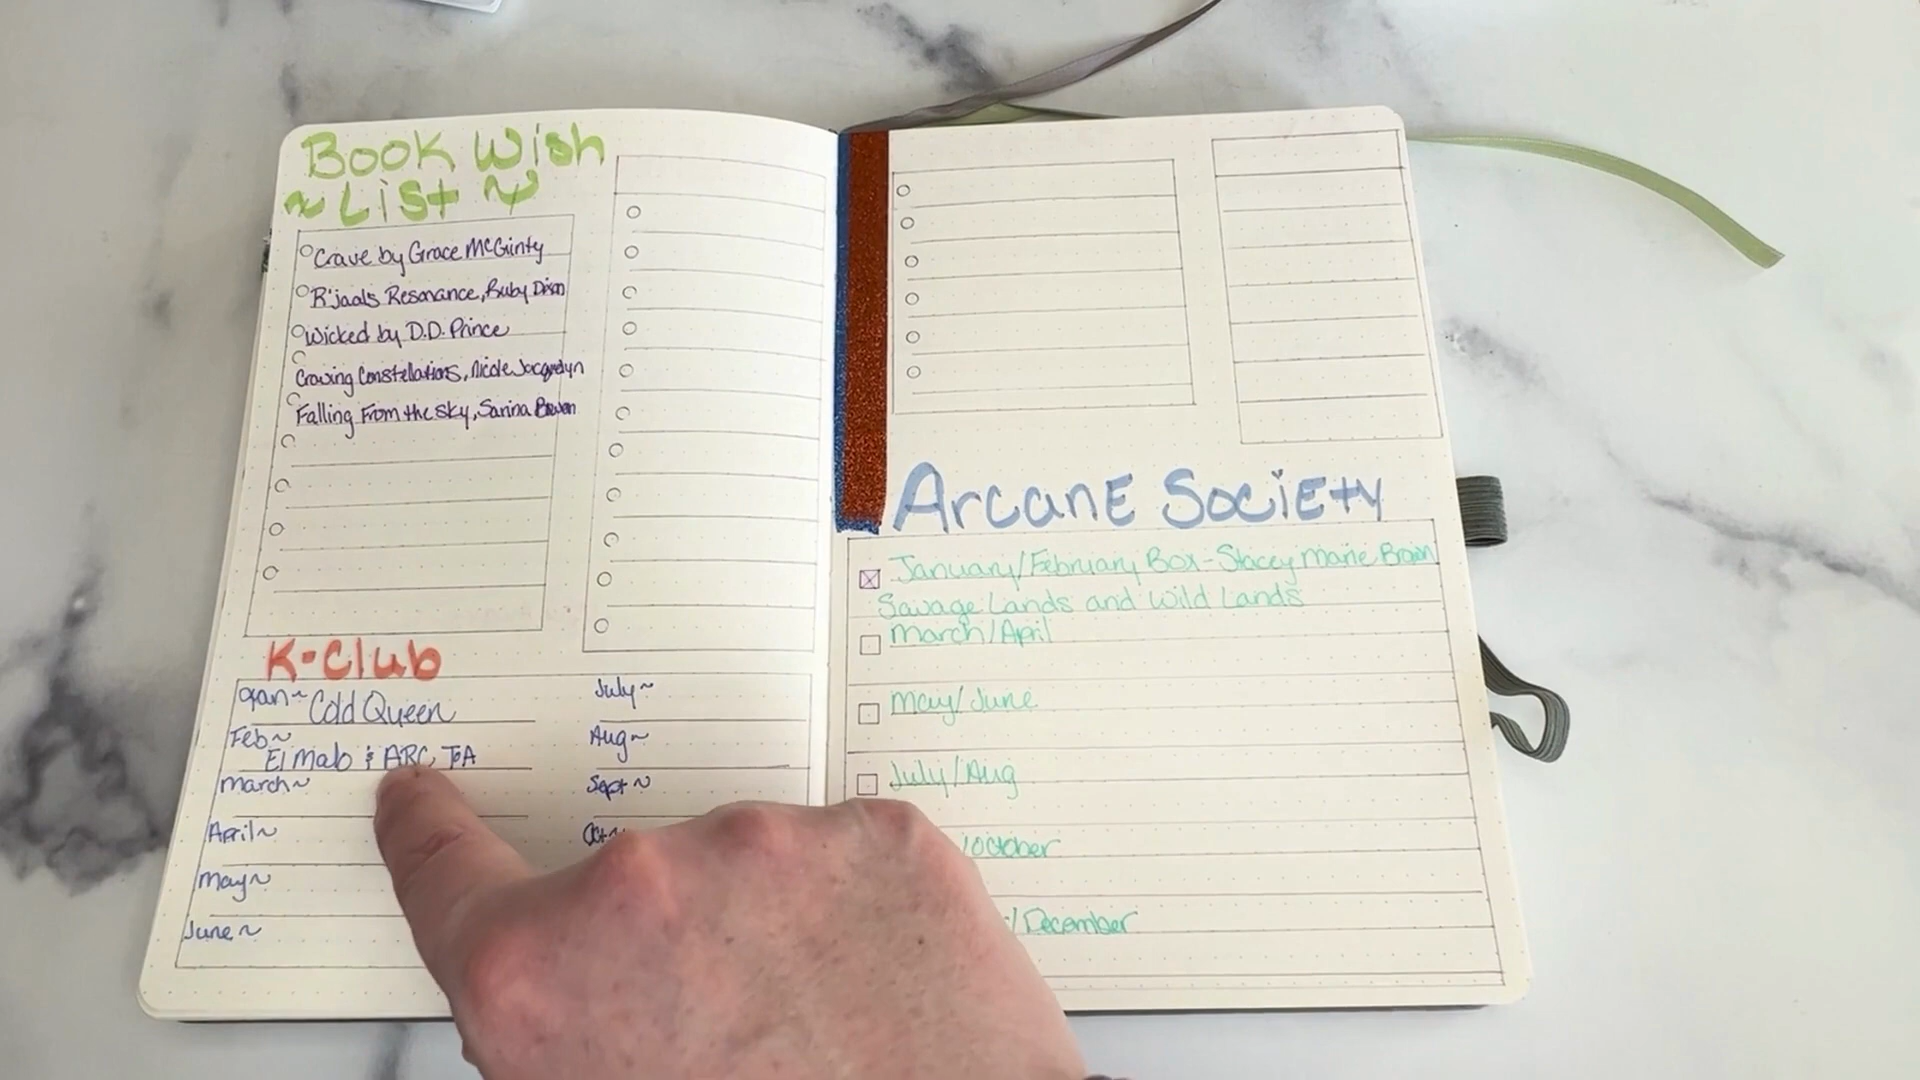 Book Wish
~ List ~
Crave by Grace McGinty
R'jaal's Resonance, Ruby Dixon
Wicked by D.D. Prince
Craving Constellations, Nicole Jacquelyn
Falling From the Sky, Sarina Bowen
K-Club
Jan~ Cold Queen
Feb~
El Malo & ARC TOA
March~
April~
May~
June~
July~
Aug~
Sept~
Oct~
Arcane Society
January/February Box - Stacey Marie Brown
Savage Lands and Wild Lands
March/April
May/June
July/Aug
/October
/December